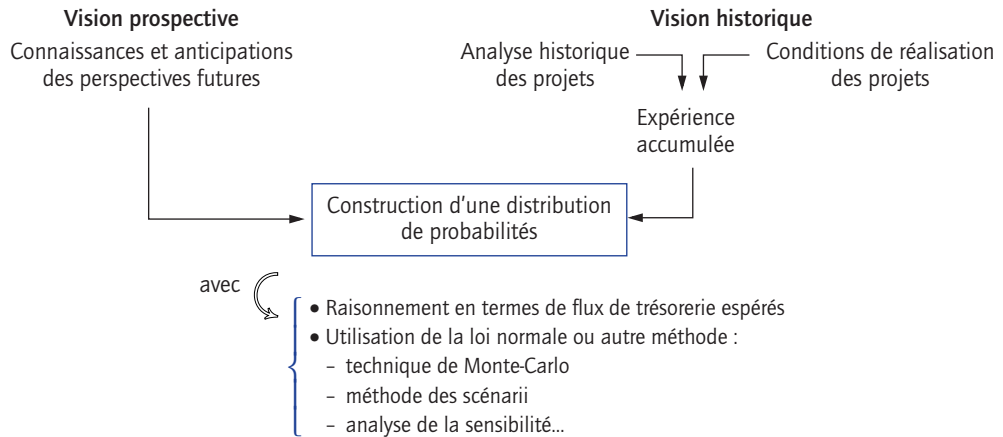 Vision prospective
Connaissances et anticipations
des perspectives futures
Vision historique
Analyse historique
des projets
Conditions de réalisation
des projets
Expérience
accumulée
Construction d'une distribution
de probabilités
avec
• Raisonnement en termes de flux de trésorerie espérés
• Utilisation de la loi normale ou autre méthode :
– technique de Monte-Carlo
– méthode des scénarii
– analyse de la sensibilité...